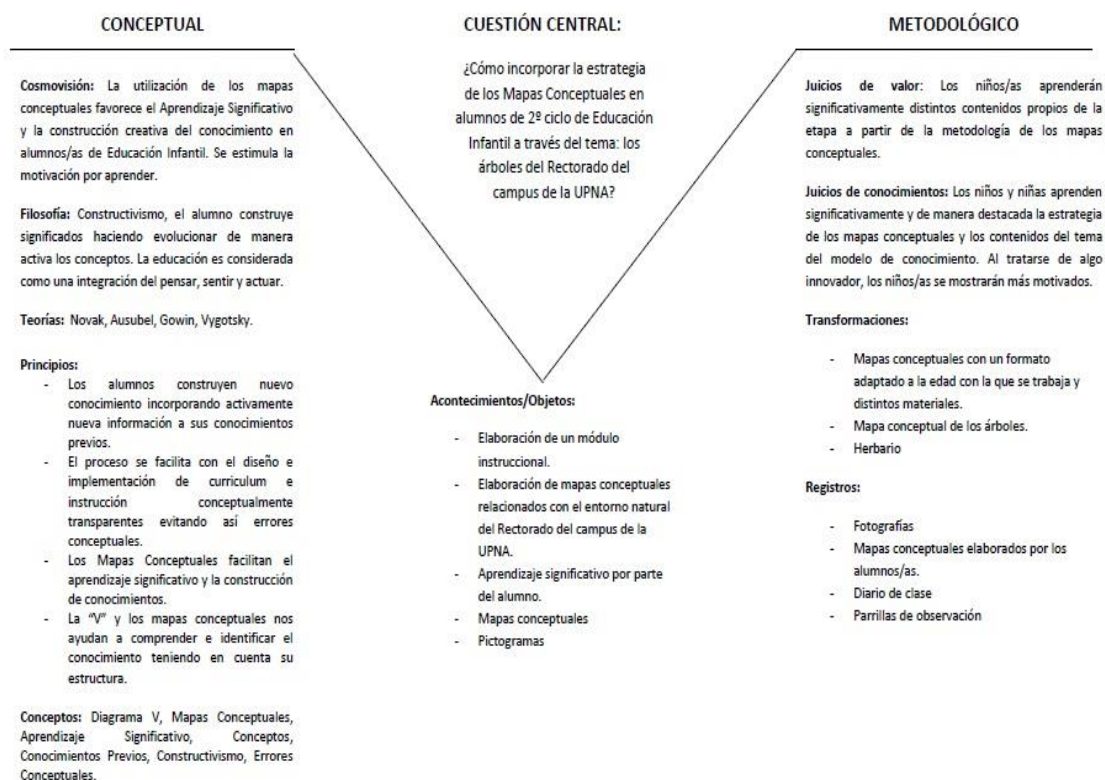 CONCEPTUAL
Cosmovisión: La utilización de los mapas
conceptuales favorece el Aprendizaje Significativo
y la construcción creativa del conocimiento en
alumnos/as de Educación Infantil. Se estimula la
motivación por aprender.
Filosofía: Constructivismo, el alumno construye
significados haciendo evolucionar de manera
activa los conceptos. La educación es considerada
como una integración del pensar, sentir y actuar.
Teorías: Novak, Ausubel, Gowin, Vygotsky.
Principios:
- Los alumnos construyen nuevo
conocimiento incorporando activamente
nueva información a sus conocimientos
previos.
- El proceso se facilita con el diseño e
implementación de curriculum e
instrucción conceptualmente
transparentes evitando así errores
conceptuales.
- Los Mapas Conceptuales facilitan el
aprendizaje significativo y la construcción
de conocimientos.
- La “V” y los mapas conceptuales nos
ayudan a comprender e identificar el
conocimiento teniendo en cuenta su
estructura.
Conceptos: Diagrama V, Mapas Conceptuales,
Aprendizaje Significativo, Conceptos,
Conocimientos Previos, Constructivismo, Errores
Conceptuales.
CUESTIÓN CENTRAL:
¿Cómo incorporar la estrategia
de los Mapas Conceptuales en
alumnos de 2º ciclo de Educación
Infantil a través del tema: los
árboles del Rectorado del
campus de la UPNA?
Acontecimientos/Objetos:
- Elaboración de un módulo
instruccional.
- Elaboración de mapas conceptuales
relacionados con el entorno natural
del Rectorado del campus de la
UPNA.
- Aprendizaje significativo por parte
del alumno.
- Mapas conceptuales
- Pictogramas
METODOLÓGICO
Juicios de valor: Los niños/as aprenderán
significativamente distintos contenidos propios de la
etapa a partir de la metodología de los mapas
conceptuales.
Juicios de conocimientos: Los niños y niñas aprenden
significativamente y de manera destacada la estrategia
de los mapas conceptuales y los contenidos del tema
del modelo de conocimiento. Al tratarse de algo
innovador, los niños/as se mostrarán más motivados.
Transformaciones:
- Mapas conceptuales con un formato
adaptado a la edad con la que se trabaja y
distintos materiales.
- Mapa conceptual de los árboles.
- Herbario
Registros:
- Fotografías
- Mapas conceptuales elaborados por los
alumnos/as.
- Diario de clase
- Parrillas de observación